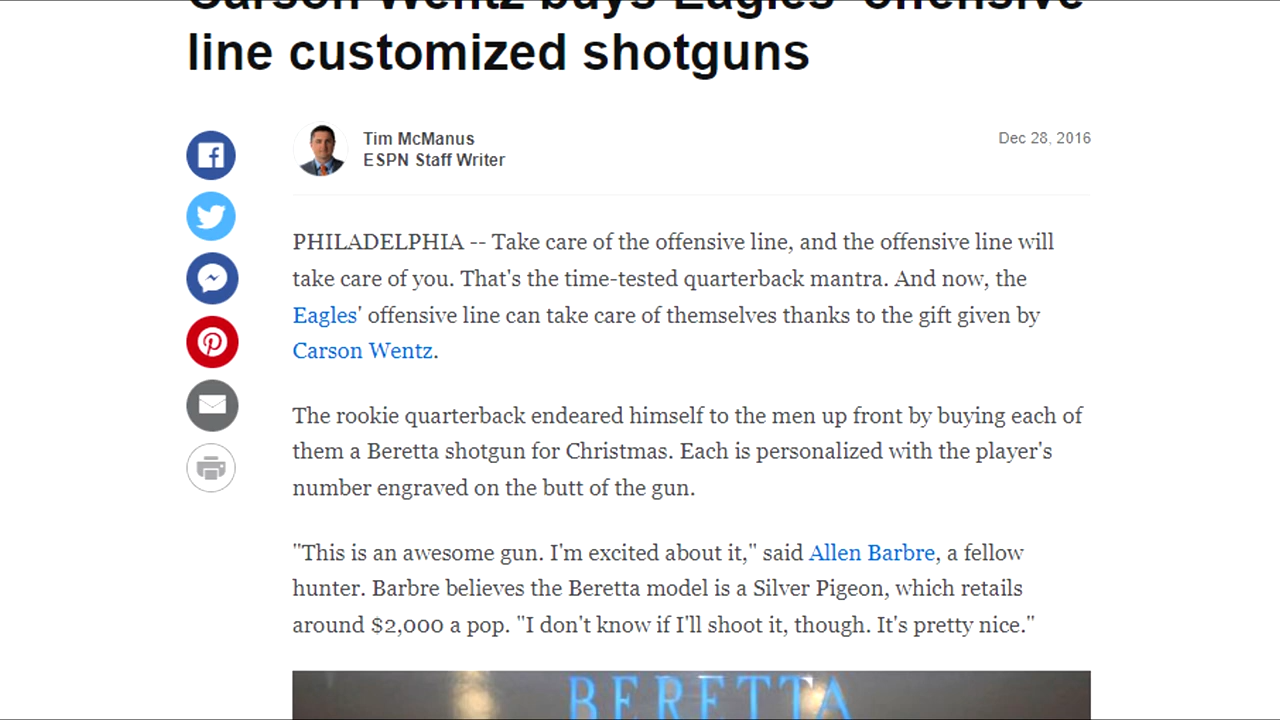 Carson Wentz buys Eagles' offensive
line customized shotguns
Tim McManus
ESPN Staff Writer
Dec 28, 2016
PHILADELPHIA -- Take care of the offensive line, and the offensive line will
take care of you. That's the time-tested quarterback mantra. And now, the
Eagles' offensive line can take care of themselves thanks to the gift given by
Carson Wentz.
The rookie quarterback endeared himself to the men up front by buying each of
them a Beretta shotgun for Christmas. Each is personalized with the player's
number engraved on the butt of the gun.
"This is an awesome gun. I'm excited about it," said Allen Barbre, a fellow
hunter. Barbre believes the Beretta model is a Silver Pigeon, which retails
around $2,000 a pop. "I don't know if I'll shoot it, though. It's pretty nice."
BERETTA